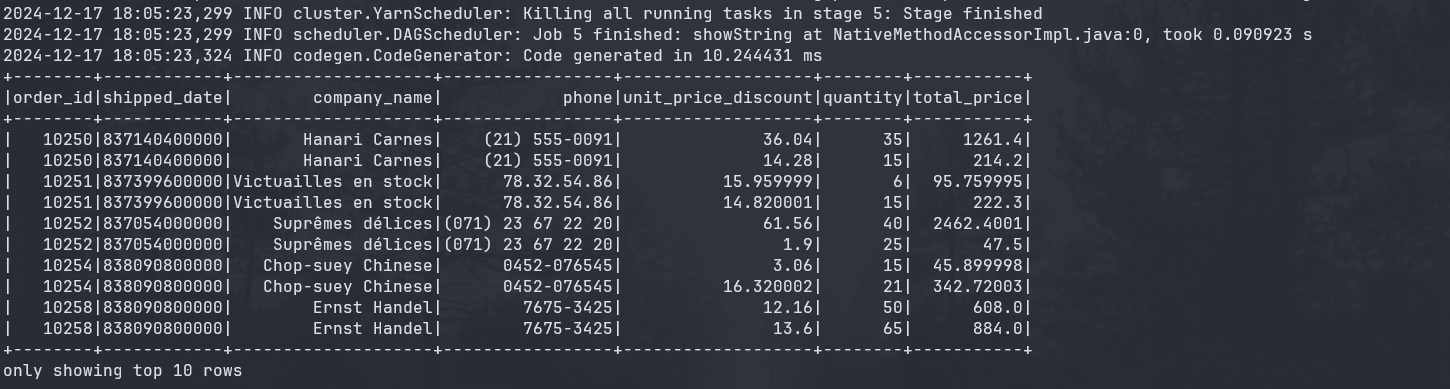 2024-12-17 18:05:23,299 INFO cluster.YarnScheduler: Killing all running tasks in stage 5: Stage finished
2024-12-17 18:05:23,299 INFO scheduler.DAGScheduler: Job 5 finished: showString at NativeMethodAccessorImpl.java:0, took 0.090923 s
2024-12-17 18:05:23,324 INFO codegen.CodeGenerator: Code generated in 10.244431 ms
+--------+------------+--------------------+-----------------+-------------------+--------+-----------+
|order_id|shipped_date|        company_name|            phone|unit_price_discount|quantity|total_price|
+--------+------------+--------------------+-----------------+-------------------+--------+-----------+
|   10250|837140400000|       Hanari Carnes|    (21) 555-0091|              36.04|      35|     1261.4|
|   10250|837140400000|       Hanari Carnes|    (21) 555-0091|              14.28|      15|      214.2|
|   10251|837399600000|Victuailles en stock|      78.32.54.86|          15.959999|       6|  95.759995|
|   10251|837399600000|Victuailles en stock|      78.32.54.86|          14.820001|      15|      222.3|
|   10252|837054000000|    Suprêmes délices|(071) 23 67 22 20|              61.56|      40|  2462.4001|
|   10252|837054000000|    Suprêmes délices|(071) 23 67 22 20|                1.9|      25|       47.5|
|   10254|838090800000|   Chop-suey Chinese|      0452-076545|               3.06|      15|  45.899998|
|   10254|838090800000|   Chop-suey Chinese|      0452-076545|          16.320002|      21|  342.72003|
|   10258|838090800000|        Ernst Handel|        7675-3425|              12.16|      50|      608.0|
|   10258|838090800000|        Ernst Handel|        7675-3425|               13.6|      65|      884.0|
+--------+------------+--------------------+-----------------+-------------------+--------+-----------+
only showing top 10 rows